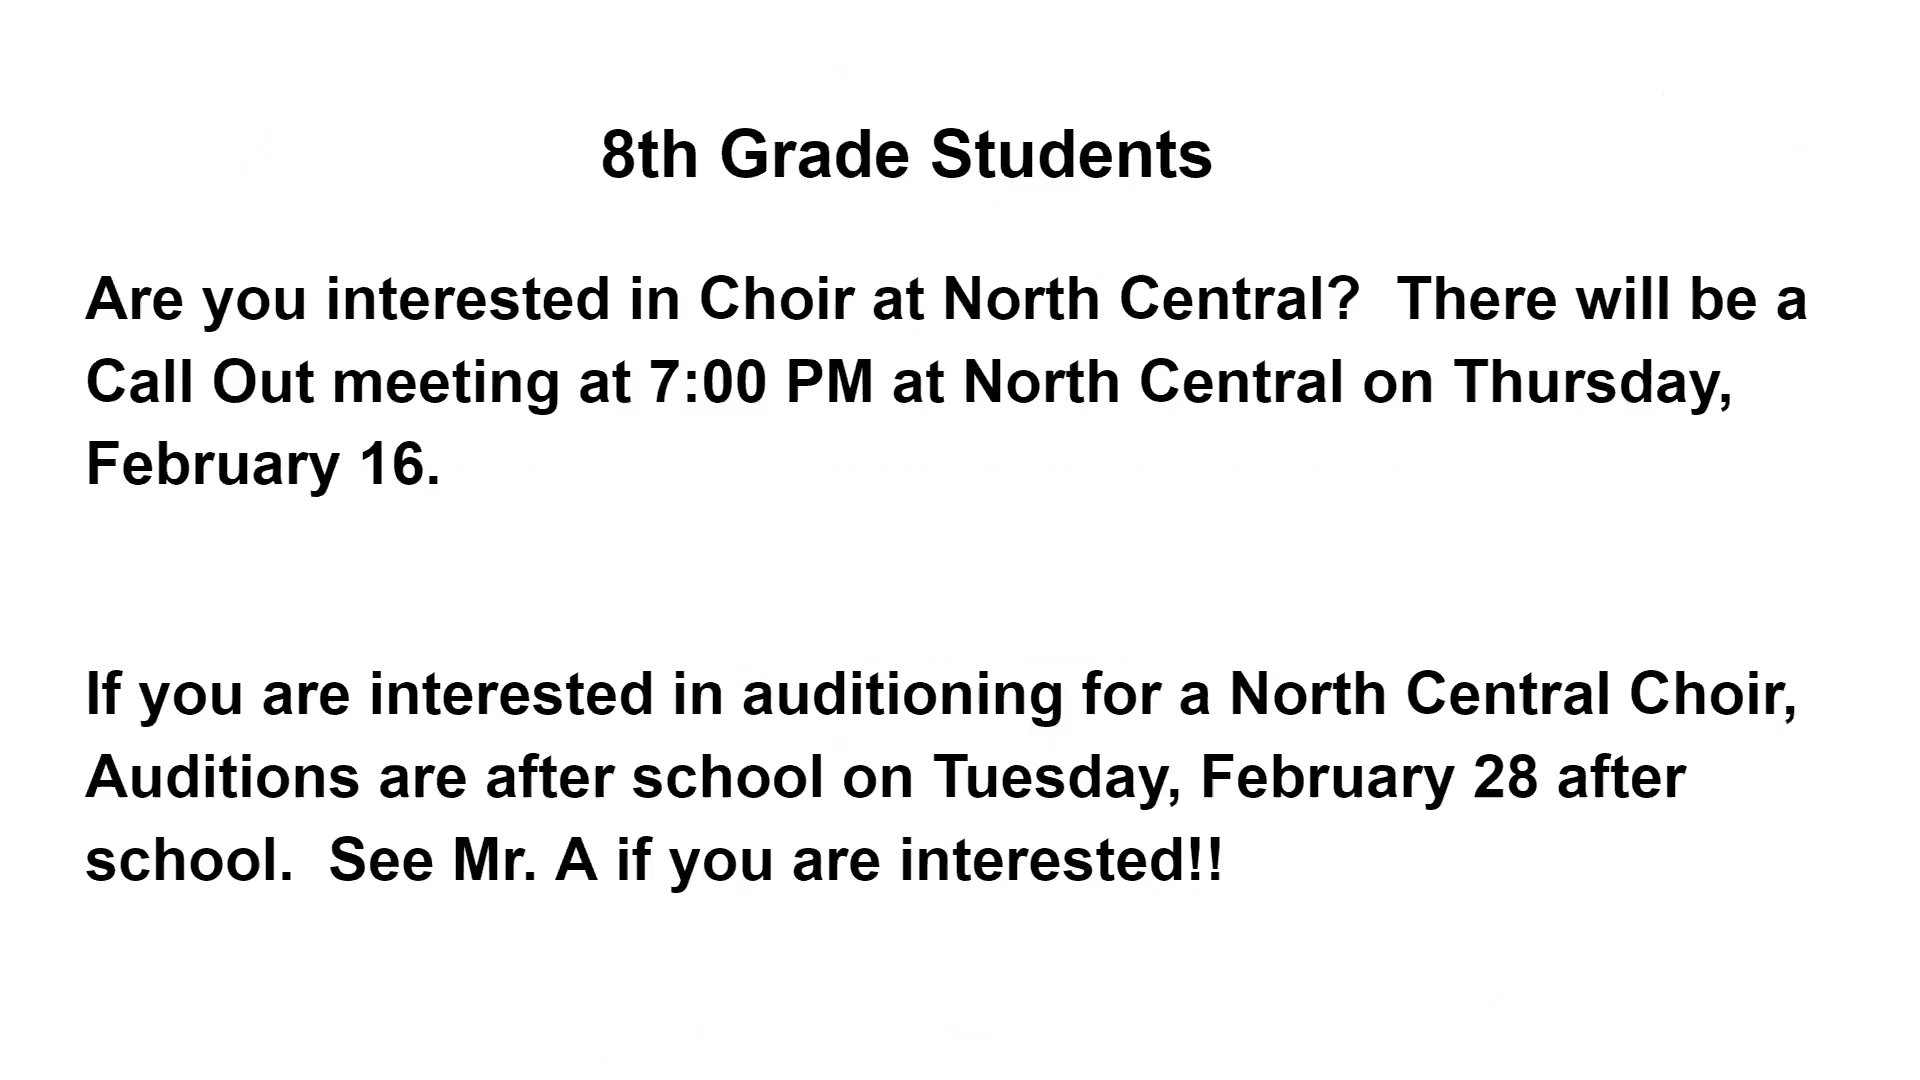 8th Grade Students
Are you interested in Choir at North Central?  There will be a
Call Out meeting at 7:00 PM at North Central on Thursday,
February 16.
If you are interested in auditioning for a North Central Choir,
Auditions are after school on Tuesday, February 28 after
school.  See Mr. A if you are interested!!